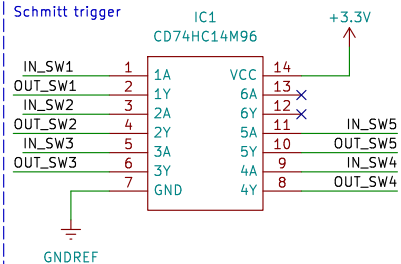 Schmitt trigger
IC1
CD74HC14M96
+3.3V
IN_SW1 1 1A VCC 14
OUT_SW1 2 1Y 6A 13
IN_SW2 3 2A 6Y 12
OUT_SW2 4 2Y 5A 11 IN_SW5
IN_SW3 5 3A 5Y 10 OUT_SW5
OUT_SW3 6 3Y 4A 9 IN_SW4
7 GND 4Y 8 OUT_SW4
GNDREF